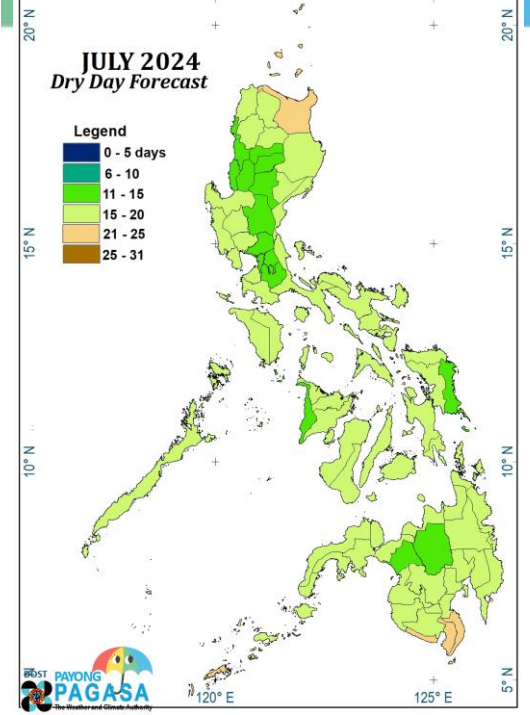 20° N
20° N
JULY 2024
Dry Day Forecast
Legend
0 - 5 days
6 - 10
11 - 15
15 - 20
21 - 25
25 - 31
15° N
15° N
10° N
10° N
DOST
PAYONG
PAGASA
The Weather and Climate Authority
5° N
120° E
125° E
5° N